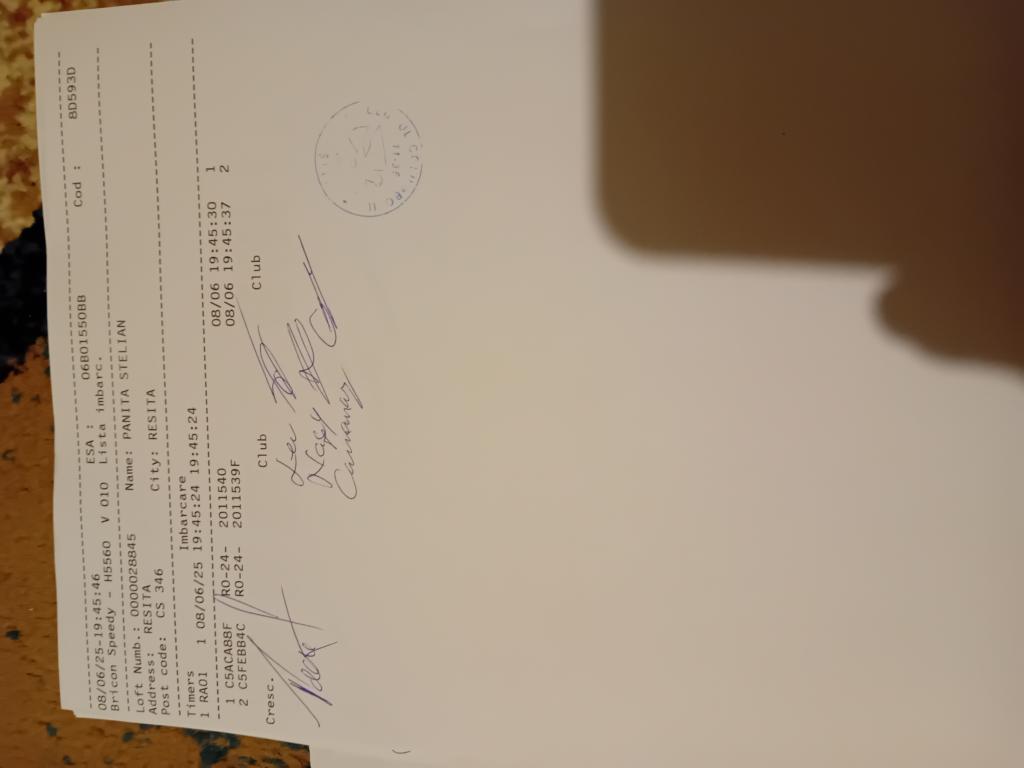 ESA : 06B01550BB Cod : 8D593D
08/06/25-19:45:46
Bricon Speedy - H5560 V 010 Lista imbarc.
Loft Numb.: 0000028845 Name: PANITA STELIAN
Address: RESITA City: RESITA
Post code: CS 346
Timers Imbarcare
1 RA01 1 08/06/25 19:45:24 19:45:24
1 C5ACA8BF RO-24- 2011540 08/06 19:45:30 1
2 C5FEBB4C RO-24- 2011539F 08/06 19:45:37 2
Cresc. Club Club